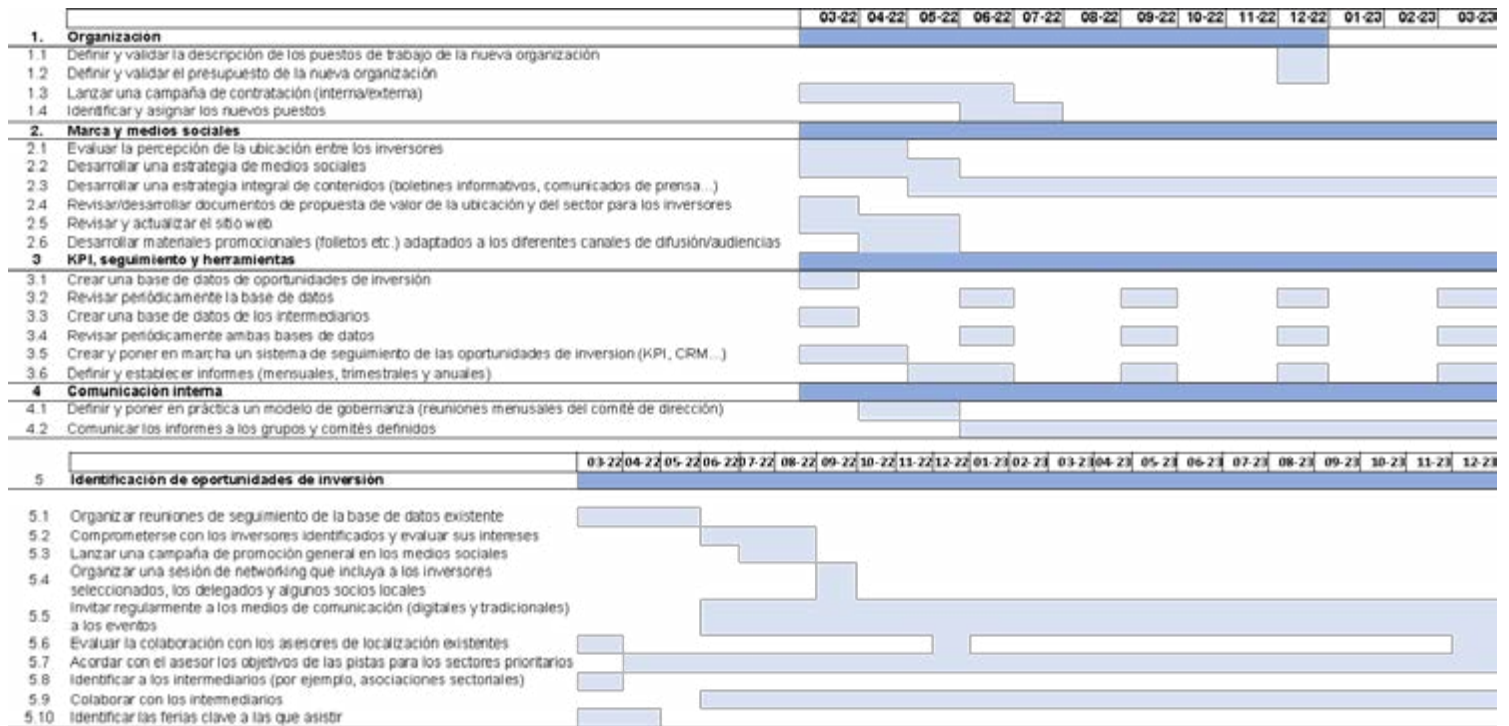 03-22 04-22 05-22 06-22 07-22 08-22 09-22 10-22 11-22 12-22 01-23 02-23 03-23
1. Organización
1.1 Definir y validar la descripción de los puestos de trabajo de la nueva organización
1.2 Definir y validar el presupuesto de la nueva organización
1.3 Lanzar una campaña de contratación (interna/externa)
1.4 Identificar y asignar los nuevos puestos
2. Marca y medios sociales
2.1 Evaluar la percepción de la ubicación entre los inversores
2.2 Desarrollar una estrategia de medios sociales
2.3 Desarrollar una estrategia integral de contenidos (boletines informativos, comunicados de prensa...)
2.4 Revisar/desarrollar documentos de propuesta de valor de la ubicación y del sector para los inversores
2.5 Revisar y actualizar el sitio web
2.6 Desarrollar materiales promocionales (folletos etc.) adaptados a los diferentes canales de difusión/audiencias
3 KPI, seguimiento y herramientas
3.1 Crear una base de datos de oportunidades de inversión
3.2 Revisar periódicamente la base de datos
3.3 Crear una base de datos de los intermediarios
3.4 Revisar periódicamente ambas bases de datos
3.5 Crear y poner en marcha un sistema de seguimiento de las oportunidades de inversion (KPI, CRM...)
3.6 Definir y establecer informes (mensuales, trimestrales y anuales)
4 Comunicación interna
4.1 Definir y poner en práctica un modelo de gobernanza (reuniones menusales del comité de dirección)
4.2 Comunicar los informes a los grupos y comités definidos
03-22 04-22 05-22 06-22 07-22 08-22 09-22 10-22 11-22 12-22 01-23 02-23 03-23 04-23 05-23 06-23 07-23 08-23 09-23 10-23 11-23 12-23
5 Identificación de oportunidades de inversión
5.1 Organizar reuniones de seguimiento de la base de datos existente
5.2 Comprometerse con los inversores identificados y evaluar sus intereses
5.3 Lanzar una campaña de promoción general en los medios sociales
5.4 Organizar una sesión de networking que incluya a los inversores
seleccionados, los delegados y algunos socios locales
5.5 Invitar regularmente a los medios de comunicación (digitales y tradicionales)
a los eventos
5.6 Evaluar la colaboración con los asesores de localización existentes
5.7 Acordar con el asesor los objetivos de las pistas para los sectores prioritarios
5.8 Identificar a los intermediarios (por ejemplo, asociaciones sectoriales)
5.9 Colaborar con los intermediarios
5.10 Identificar las ferias clave a las que asistir